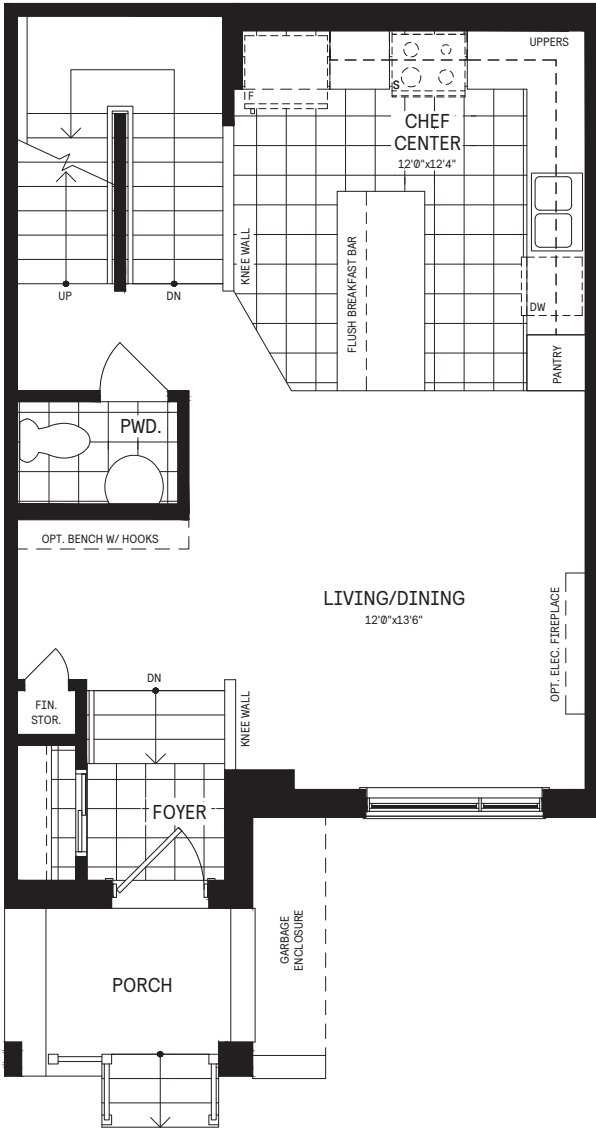 UPPERS
F
S
CHEF
CENTER
12'0"x12'4"
KNEE WALL
FLUSH BREAKFAST BAR
UP
DN
DW
PANTRY
PWD.
OPT. BENCH W/ HOOKS
LIVING/DINING
12'0"x13'6"
OPT. ELEC. FIREPLACE
DN
FIN.
STOR.
KNEE WALL
FOYER
GARBAGE
ENCLOSURE
PORCH